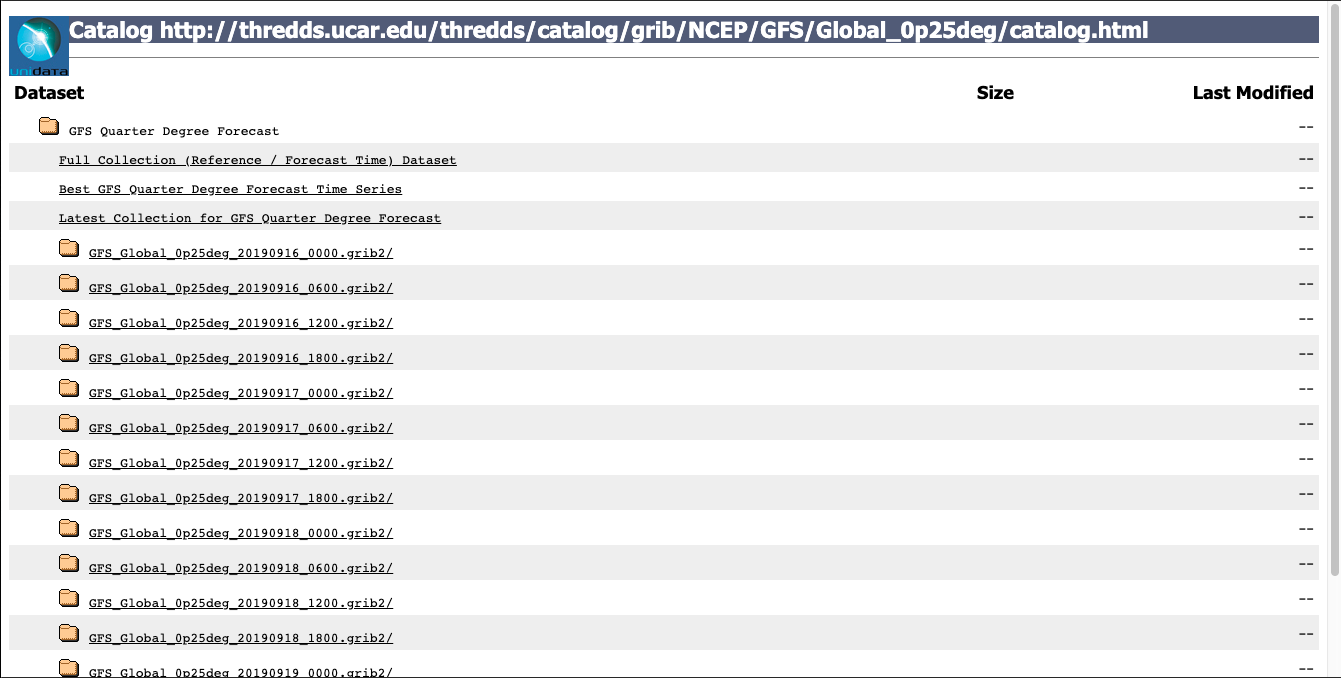 Catalog http://thredds.ucar.edu/thredds/catalog/grib/NCEP/GFS/Global_0p25deg/catalog.html
unidata
Dataset Size Last Modified
GFS Quarter Degree Forecast --
Full Collection (Reference / Forecast Time) Dataset --
Best GFS Quarter Degree Forecast Time Series --
Latest Collection for GFS Quarter Degree Forecast --
GFS_Global_0p25deg_20190916_0000.grib2/ --
GFS_Global_0p25deg_20190916_0600.grib2/ --
GFS_Global_0p25deg_20190916_1200.grib2/ --
GFS_Global_0p25deg_20190916_1800.grib2/ --
GFS_Global_0p25deg_20190917_0000.grib2/ --
GFS_Global_0p25deg_20190917_0600.grib2/ --
GFS_Global_0p25deg_20190917_1200.grib2/ --
GFS_Global_0p25deg_20190917_1800.grib2/ --
GFS_Global_0p25deg_20190918_0000.grib2/ --
GFS_Global_0p25deg_20190918_0600.grib2/ --
GFS_Global_0p25deg_20190918_1200.grib2/ --
GFS_Global_0p25deg_20190918_1800.grib2/ --
GFS_Global_0p25deg_20190919_0000.grib2/ --